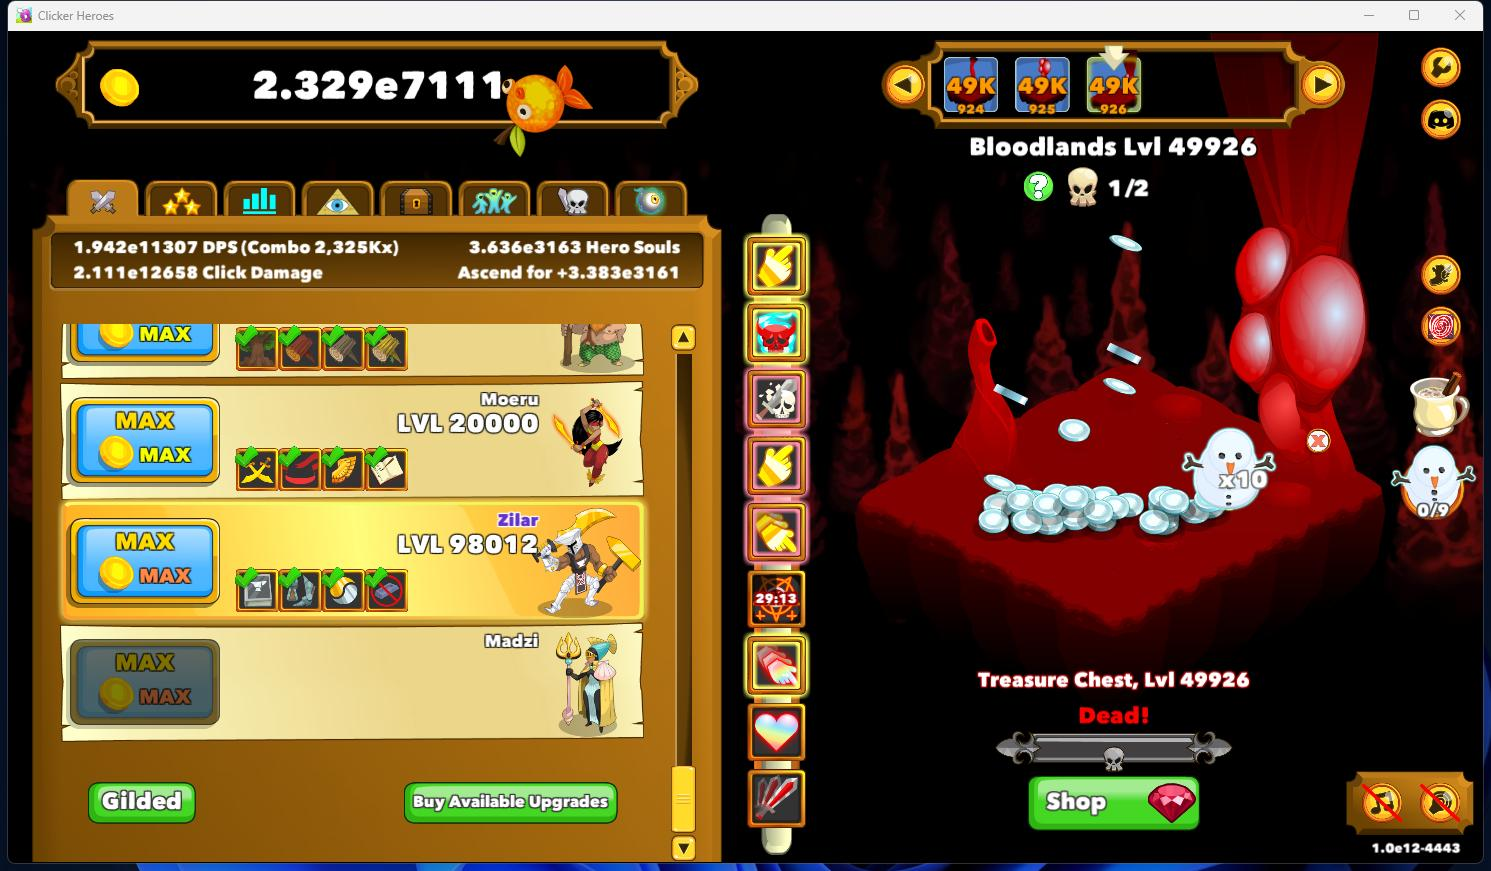 Clicker Heroes
2.329e7111
49K
924
49K
925
49K
926
Bloodlands Lvl 49926
1/2
1.942e11307 DPS (Combo 2,325Kx)
3.636e3163 Hero Souls
2.111e12658 Click Damage
Ascend for +3.383e3161
MAX
Moeru
LVL 20000
MAX
MAX
Zilar
LVL 98012
MAX
MAX
Madzi
MAX
MAX
Gilded
Buy Available Upgrades
29:13
x10
0/9
Treasure Chest, Lvl 49926
Dead!
Shop
1.0e12-4443